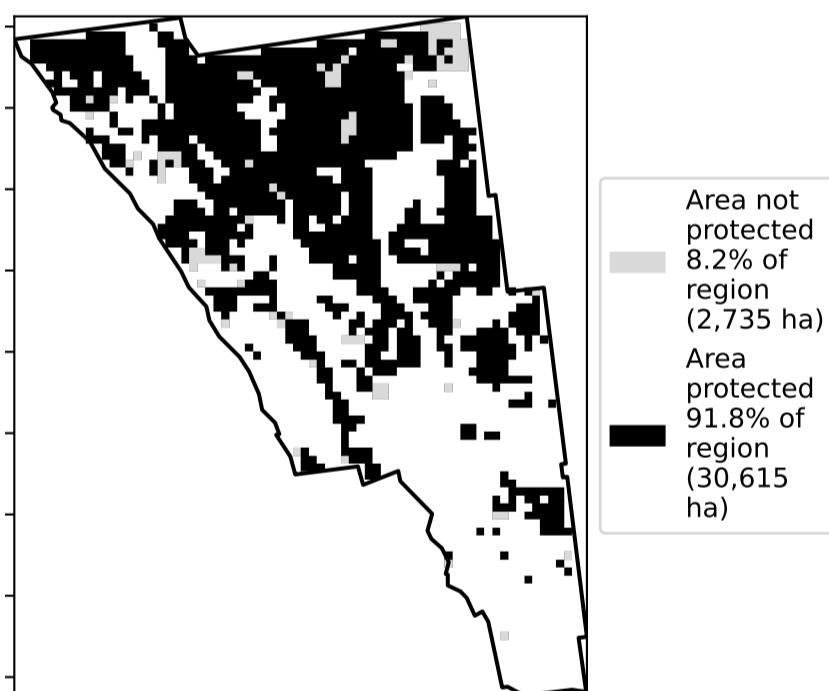 Area not
protected
8.2% of
region
(2,735 ha)
Area
protected
91.8% of
region
(30,615
ha)